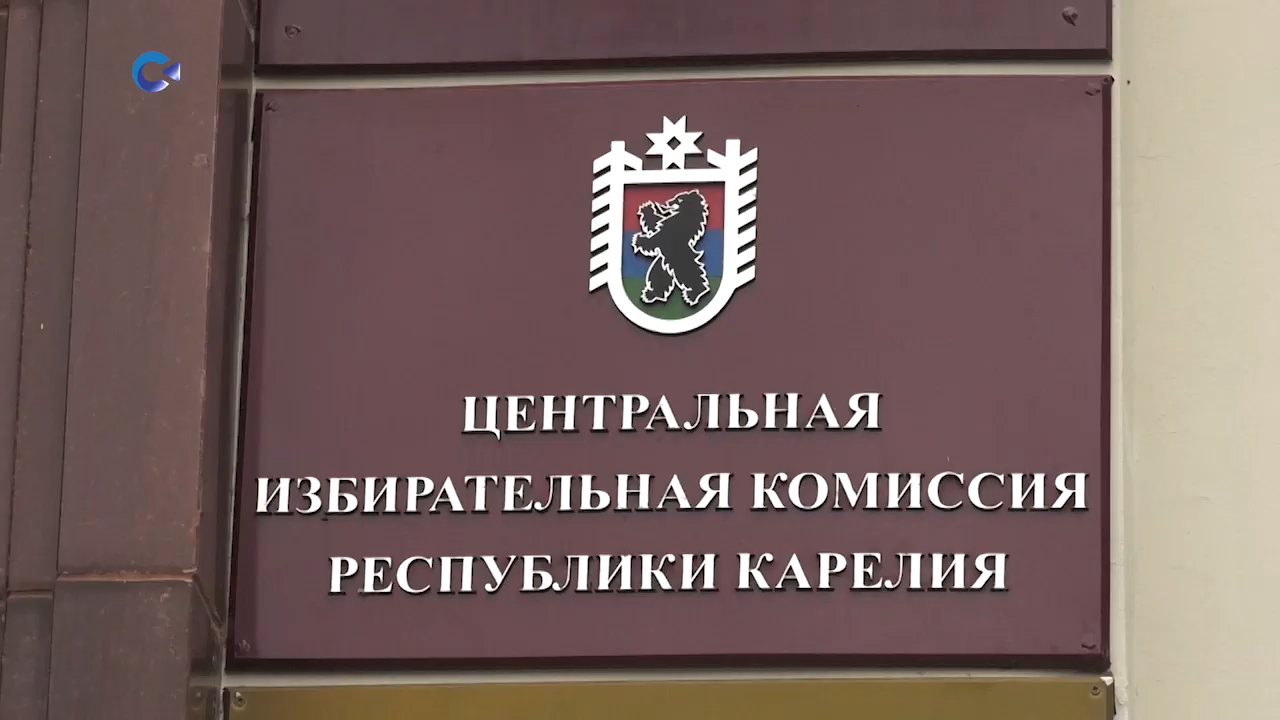 ЦЕНТРАЛЬНАЯ
ИЗБИРАТЕЛЬНАЯ КОМИССИЯ
РЕСПУБЛИКИ КАРЕЛИЯ